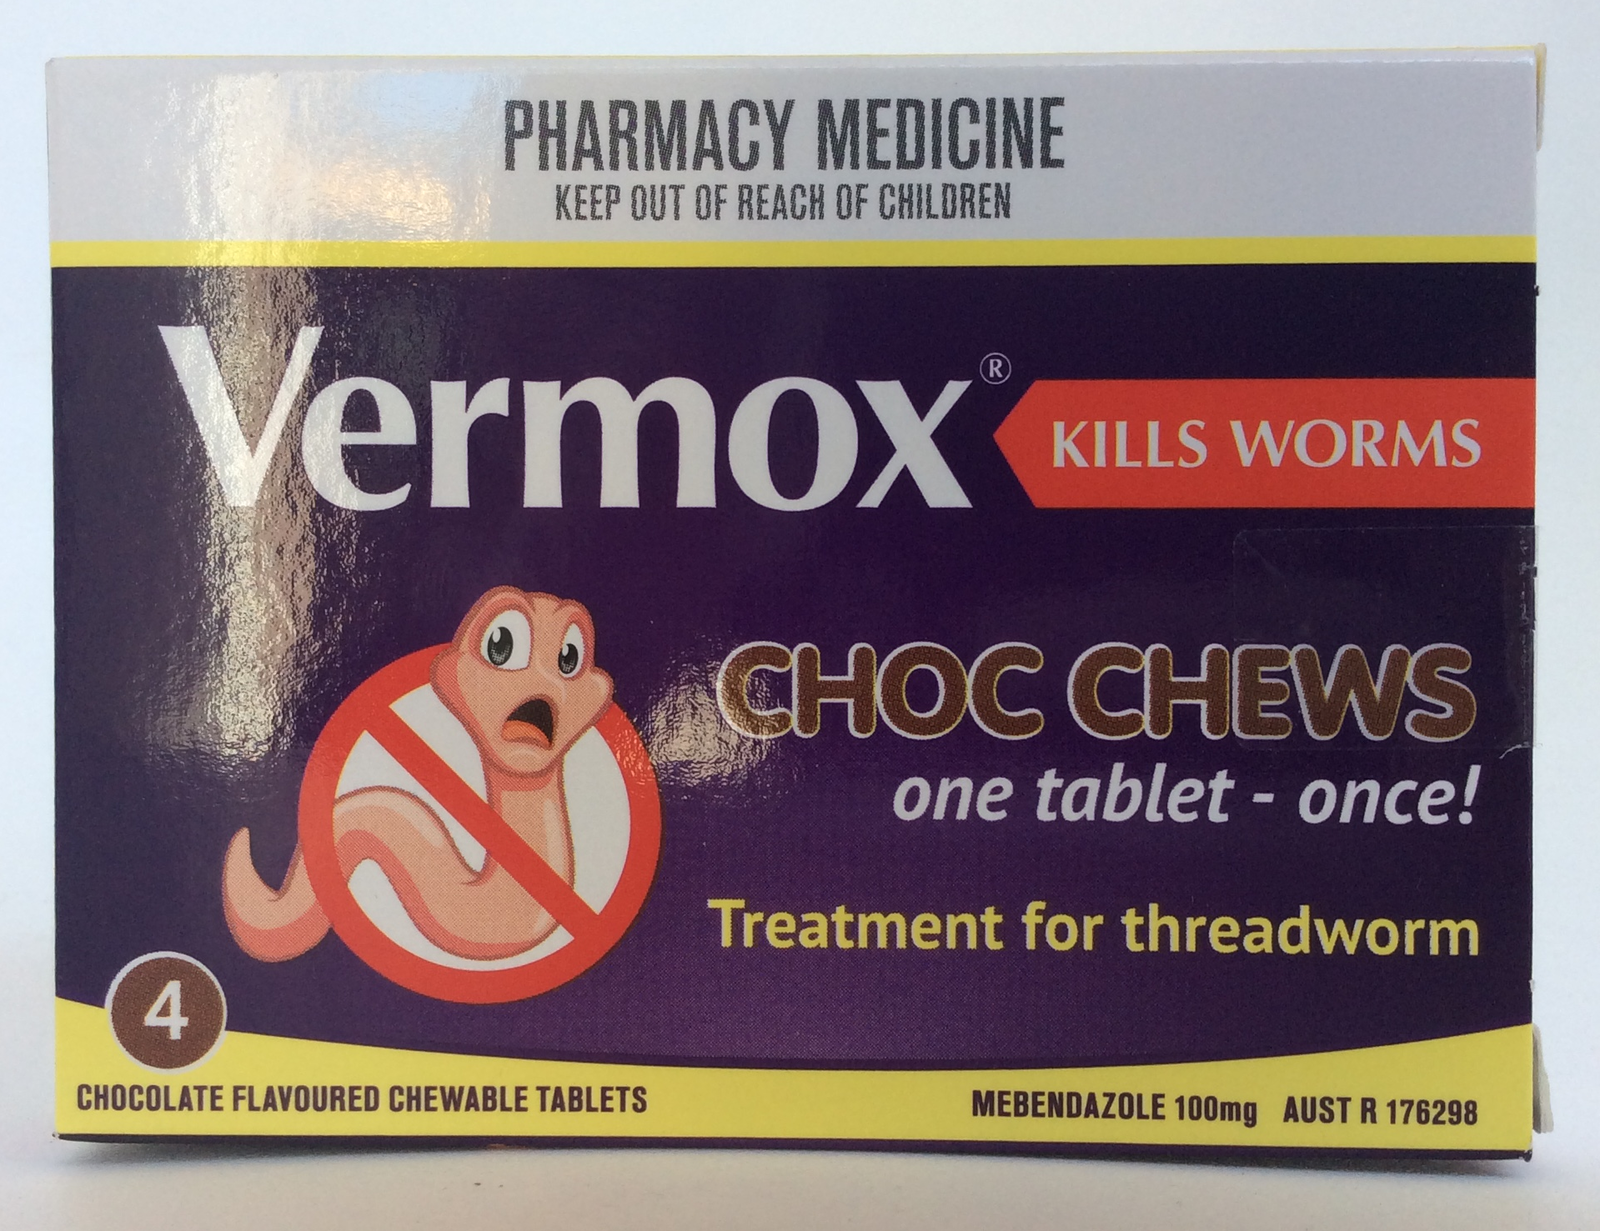 PHARMACY MEDICINE
KEEP OUT OF REACH OF CHILDREN
Vermox®
KILLS WORMS
CHOC CHEWS
one tablet - once!
Treatment for threadworm
4
CHOCOLATE FLAVOURED CHEWABLE TABLETS
MEBENDAZOLE 100mg AUST R 176298